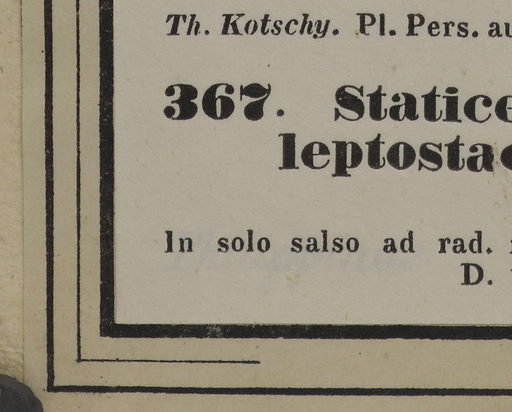 Th. Kotschy. Pl. Pers. au
367. Statice
leptosta
In solo salso ad rad.
D.